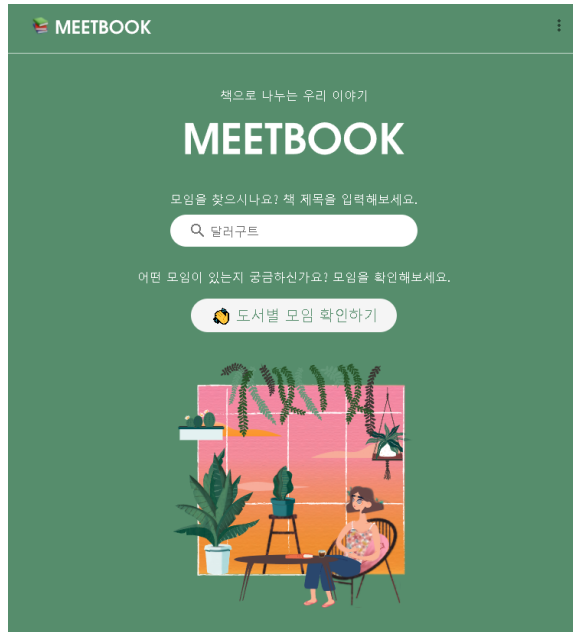 MEETBOOK
책으로 나누는 우리 이야기
MEETBOOK
모임을 찾으시나요? 책 제목을 입력해보세요.
달러구트
어떤 모임이 있는지 궁금하신가요? 모임을 확인해보세요.
도서별 모임 확인하기